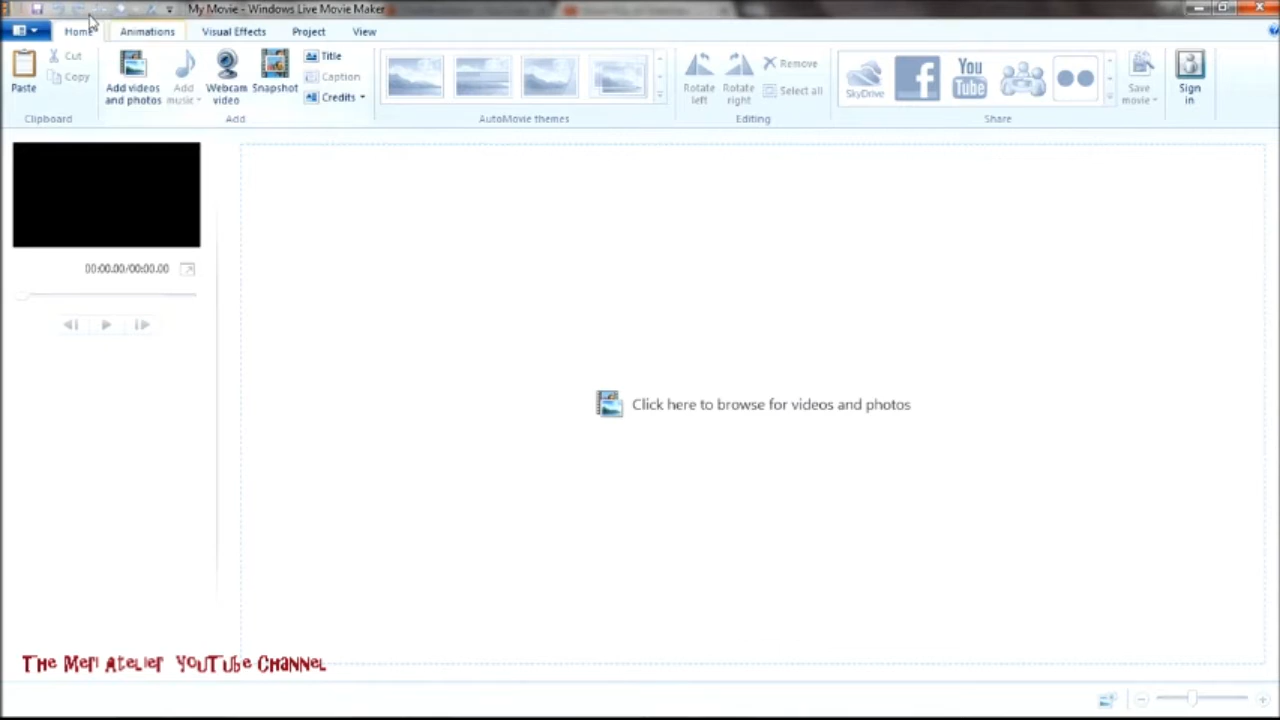 My Movie - Windows Live Movie Maker
Home Animations Visual Effects Project View
Paste
Cut
Copy
Clipboard
Add videos
and photos
Add
music
Webcam
video
Snapshot
Title
Caption
Credits
Add
AutoMovie themes
Rotate
left
Rotate
right
Remove
Select all
Editing
SkyDrive
f
You
Tube
Share
Save
movie
Sign
in
00:00.00/00:00.00
Click here to browse for videos and photos
The Meri Atelier YouTube Channel